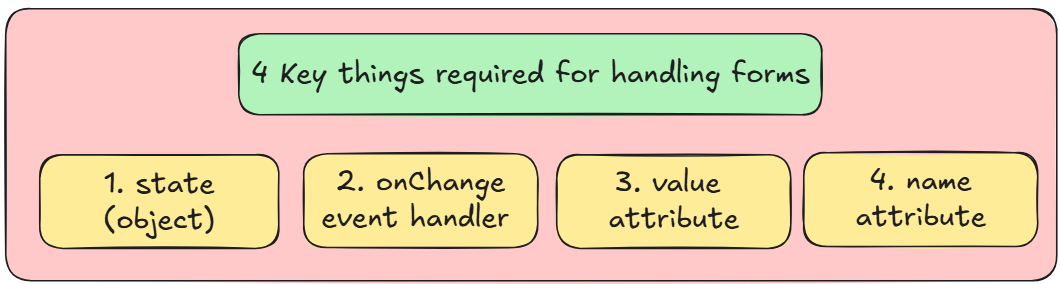 4 Key things required for handling forms
1. state
(object)
2. onChange
event handler
3. value
attribute
4. name
attribute